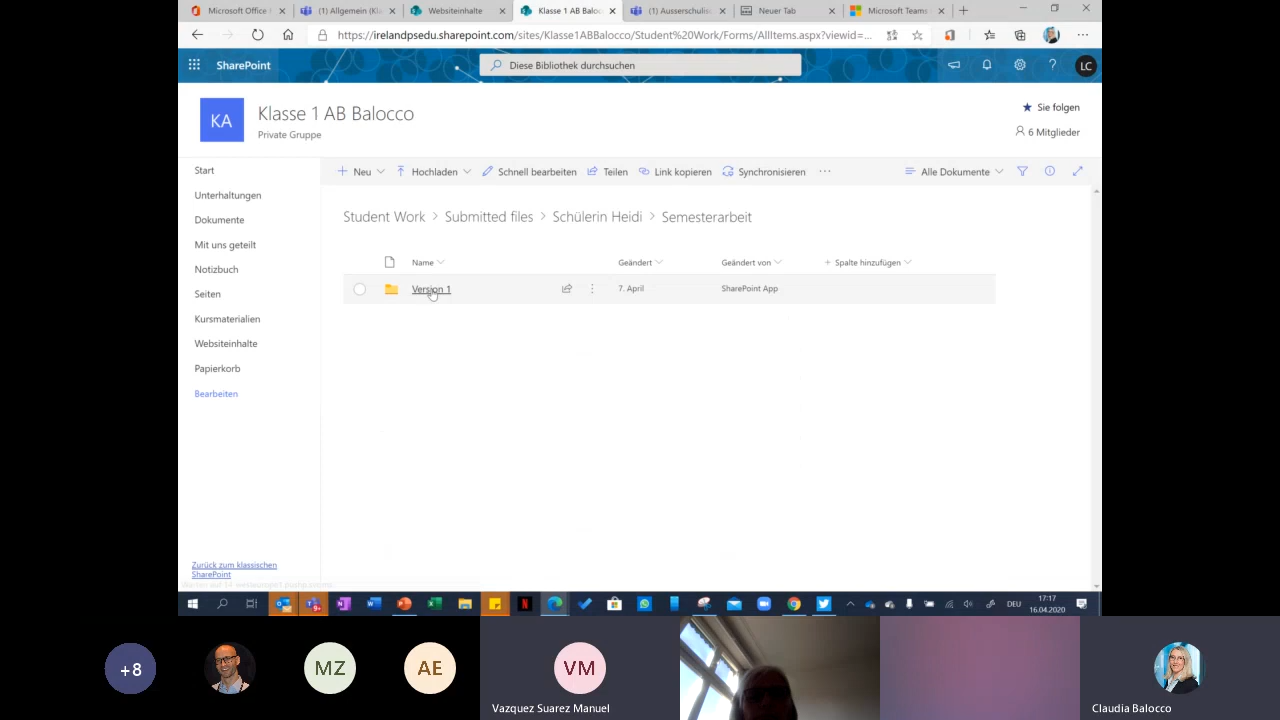 Microsoft Office
(1) Allgemein (Kla
Websiteinhalte
Klasse 1 AB Baloc
(1) Ausserschulis
Neuer Tab
Microsoft Teams
https://irelandpsedu.sharepoint.com/sites/Klasse1ABBalocco/Student%20Work/Forms/AllItems.aspx?viewid=...
SharePoint
Diese Bibliothek durchsuchen
LC
KA
Klasse 1 AB Balocco
Private Gruppe
Sie folgen
6 Mitglieder
Neu
Hochladen
Schnell bearbeiten
Teilen
Link kopieren
Synchronisieren
Alle Dokumente
Start
Unterhaltungen
Dokumente
Mit uns geteilt
Notizbuch
Seiten
Kursmaterialien
Websiteinhalte
Papierkorb
Bearbeiten
Student Work > Submitted files > Schülerin Heidi > Semesterarbeit
Name
Geändert
Geändert von
+ Spalte hinzufügen
Version 1
7. April
SharePoint App
Zurück zum klassischen
SharePoint
DEU
17:17
16.04.2020
+8
MZ
AE
VM
Vazquez Suarez Manuel
Claudia Balocco